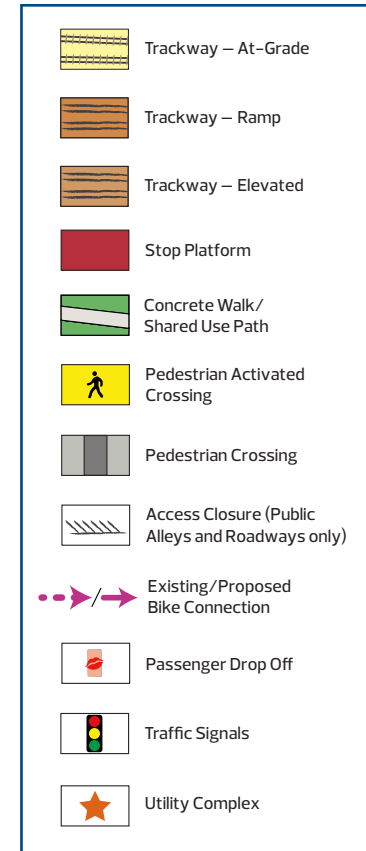 Trackway – At-Grade
Trackway – Ramp
Trackway – Elevated
Stop Platform
Concrete Walk/
Shared Use Path
Pedestrian Activated
Crossing
Pedestrian Crossing
Access Closure (Public
Alleys and Roadways only)
/
Existing/Proposed
Bike Connection
Passenger Drop Off
Traffic Signals
Utility Complex